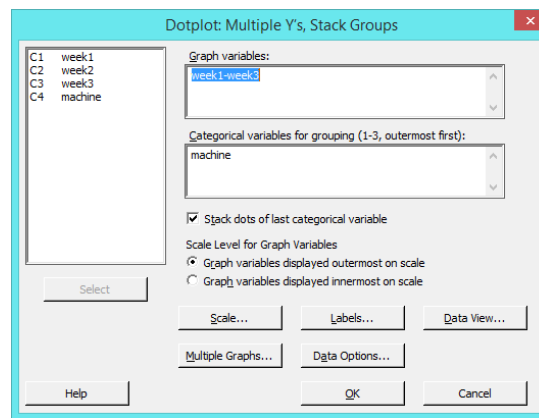 Dotplot: Multiple Y's, Stack Groups
C1 week1
C2 week2
C3 week3
C4 machine
Graph variables:
week1-week3
Categorical variables for grouping (1-3, outermost first):
machine
Stack dots of last categorical variable
Scale Level for Graph Variables
Graph variables displayed outermost on scale
Graph variables displayed innermost on scale
Select
Scale...
Labels...
Data View...
Multiple Graphs...
Data Options...
Help
OK
Cancel